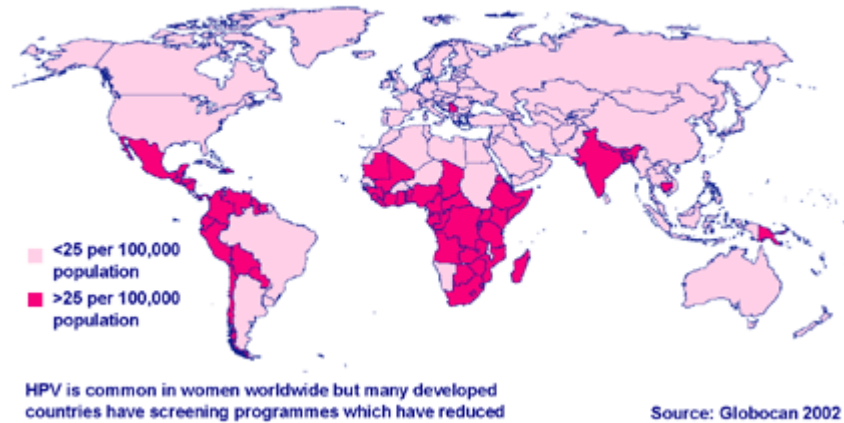 <25 per 100,000
population
>25 per 100,000
population
HPV is common in women worldwide but many developed
countries have screening programmes which have reduced
Source: Globocan 2002